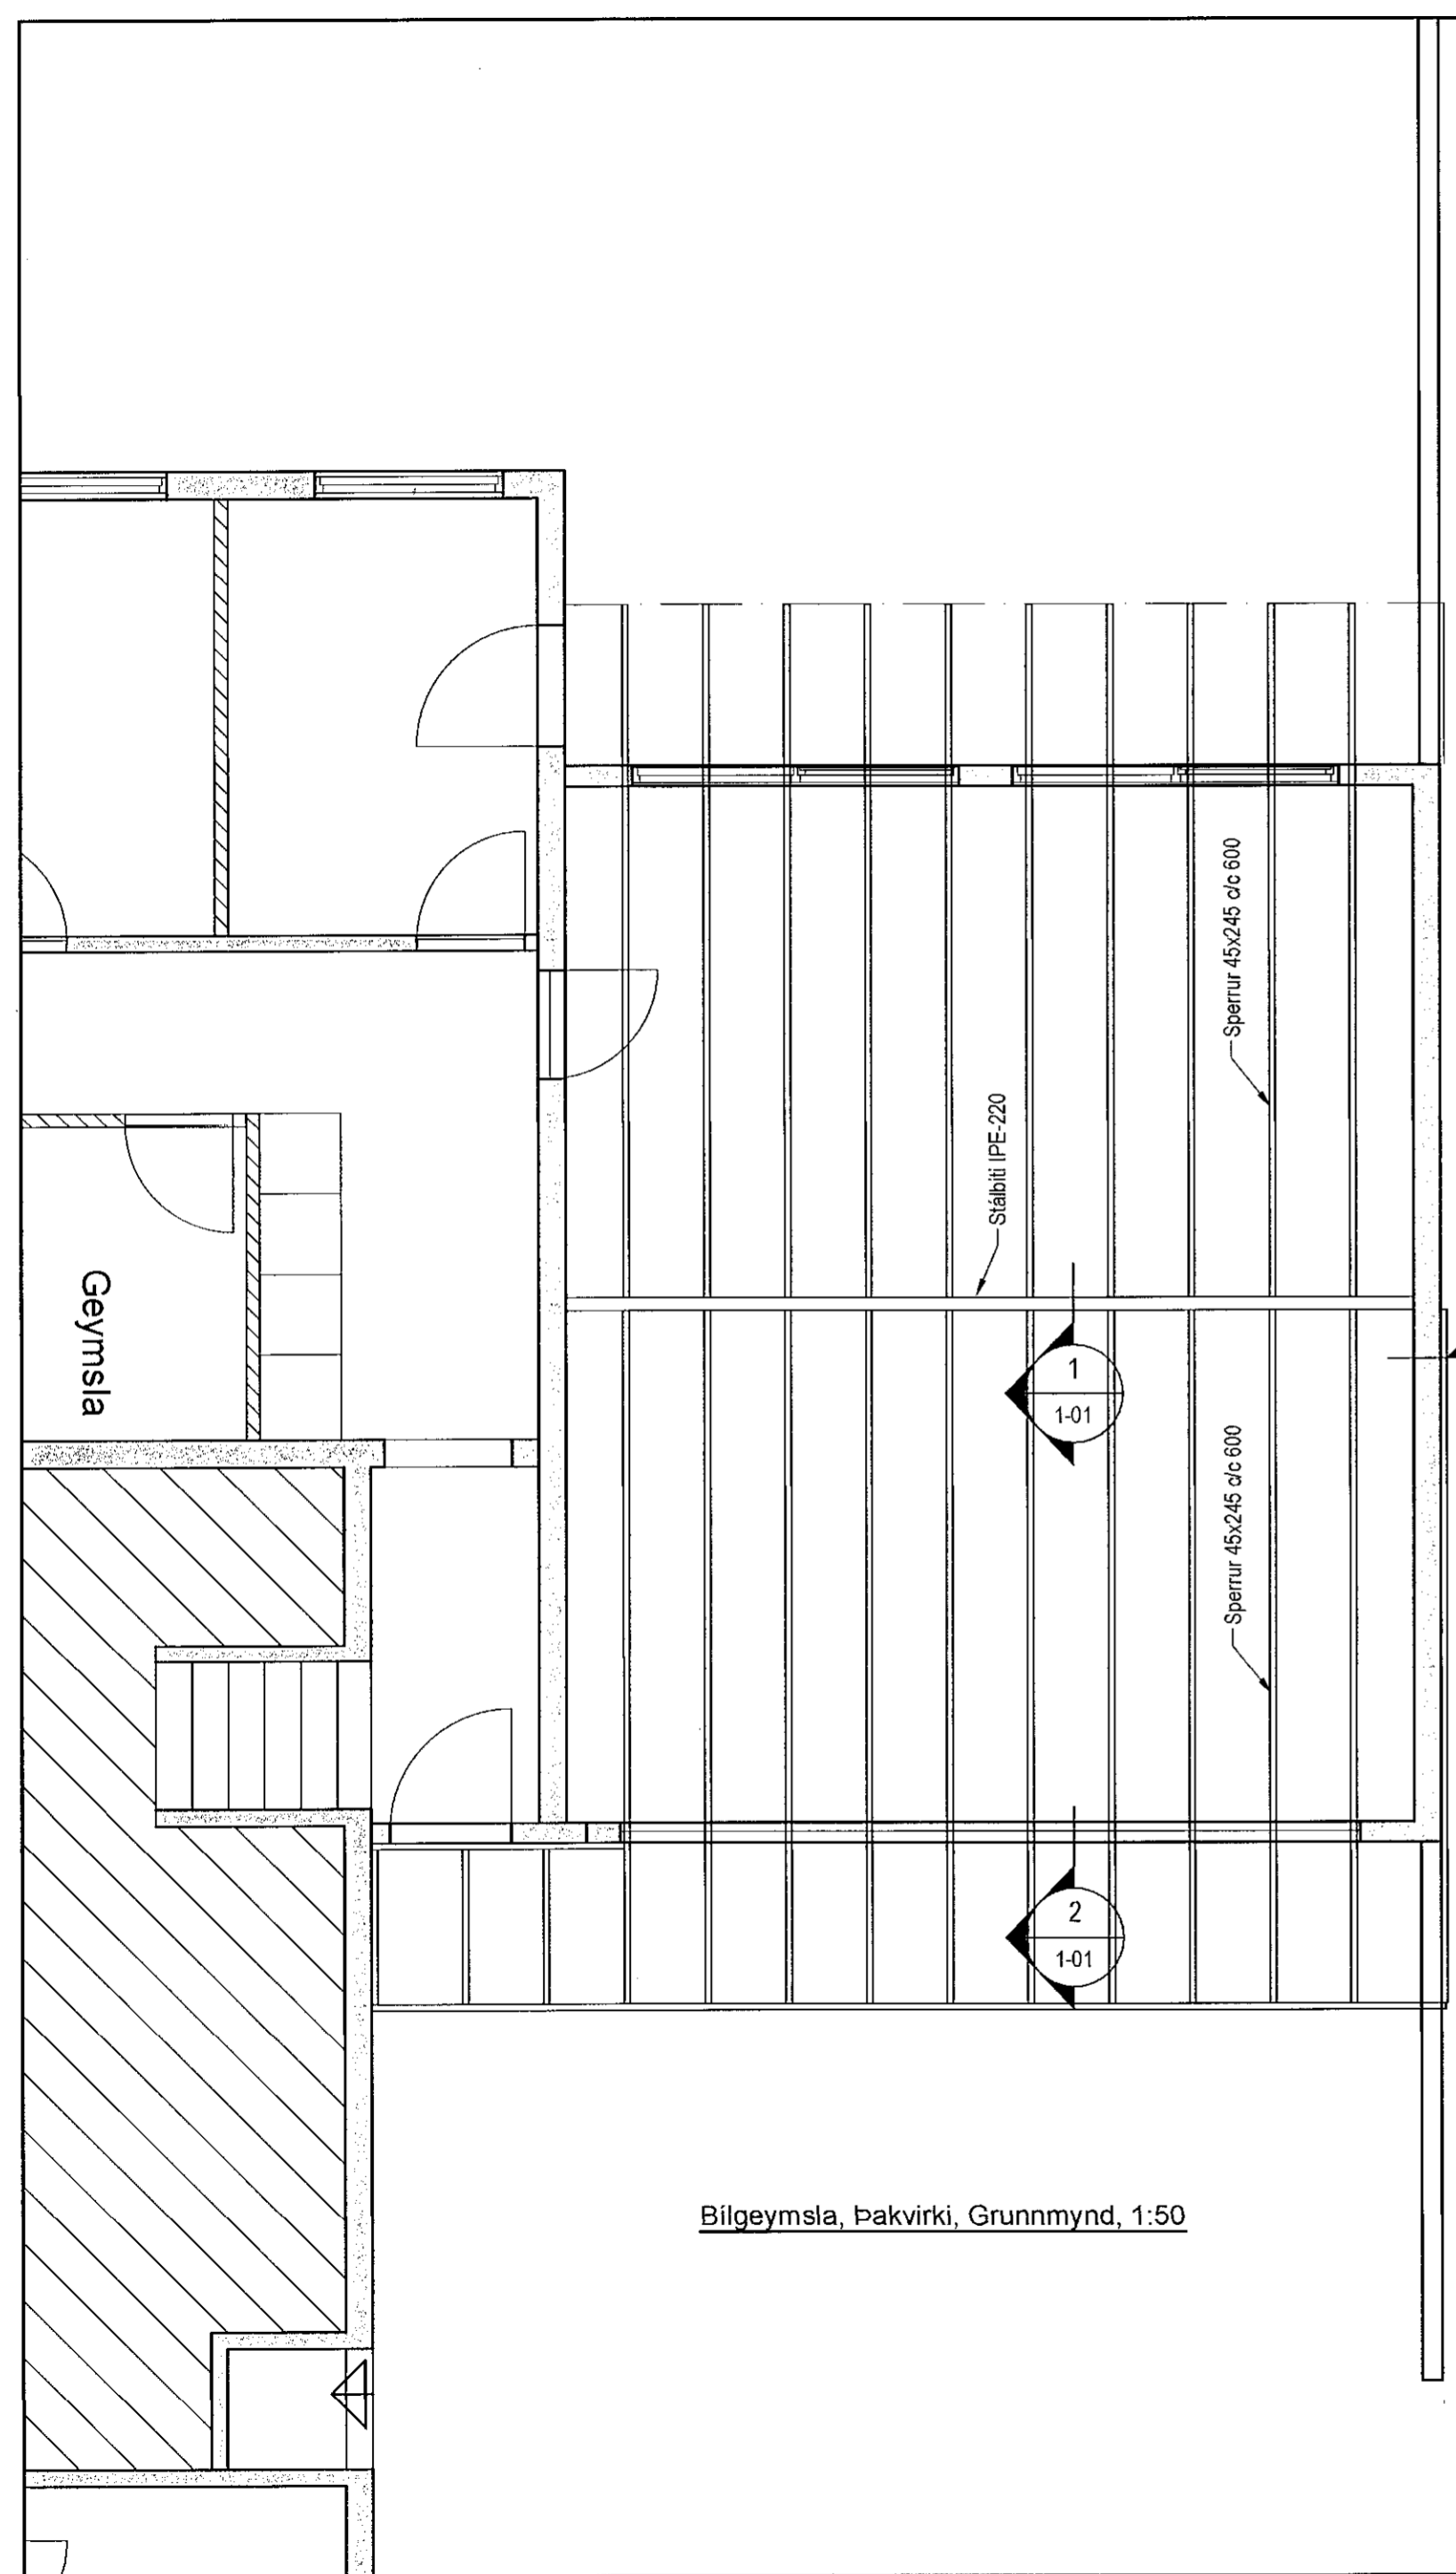 Sperrur 45x245 c/c 600
Stálbiti IPE-220
Geymsla
1
1-01
Sperrur 45x245 c/c 600
2
1-01
Bílgeymsla, Þakvirki, Grunnmynd, 1:50